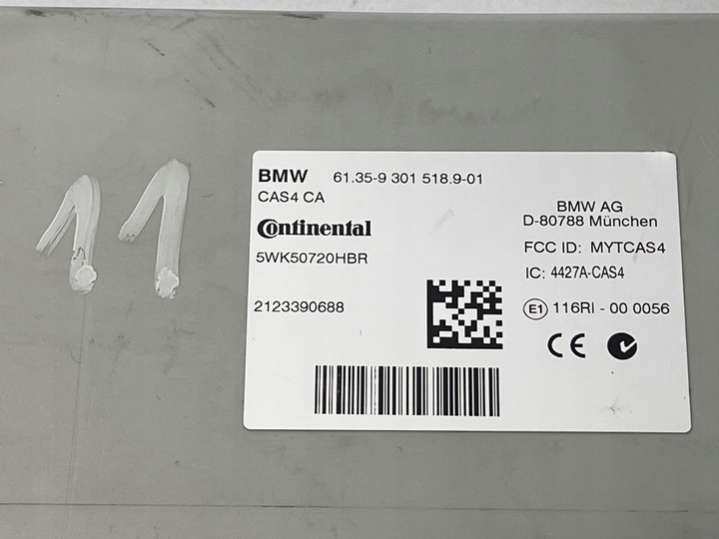 11
BMW 61.35-9 301 518.9-01
CAS4 CA
Continental
5WK50720HBR
2123390688
BMW AG
D-80788 München
FCC ID: MYTCAS4
IC: 4427A-CAS4
E1 116RI - 00 0056
CE